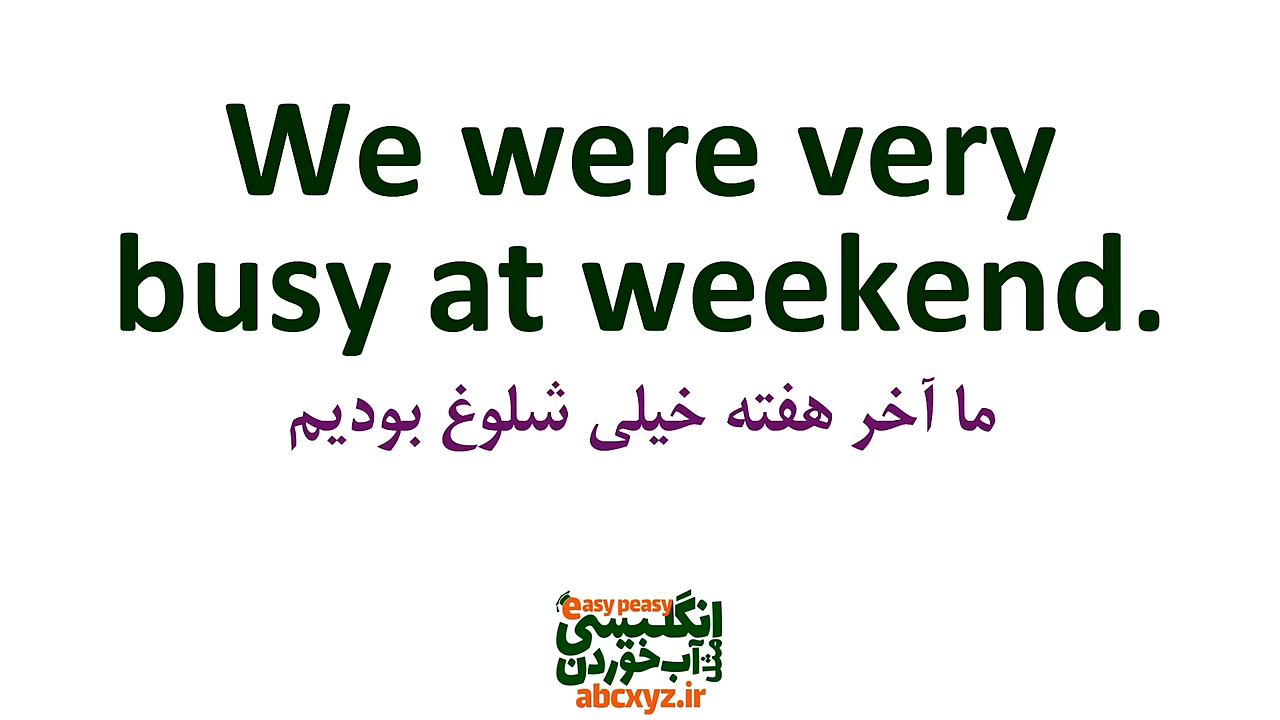 We were very
busy at weekend.
ما آخر هفته خیلی شلوغ بودیم
easy peasy
انگلیسی
مثل آب خوردن
abcxyz.ir